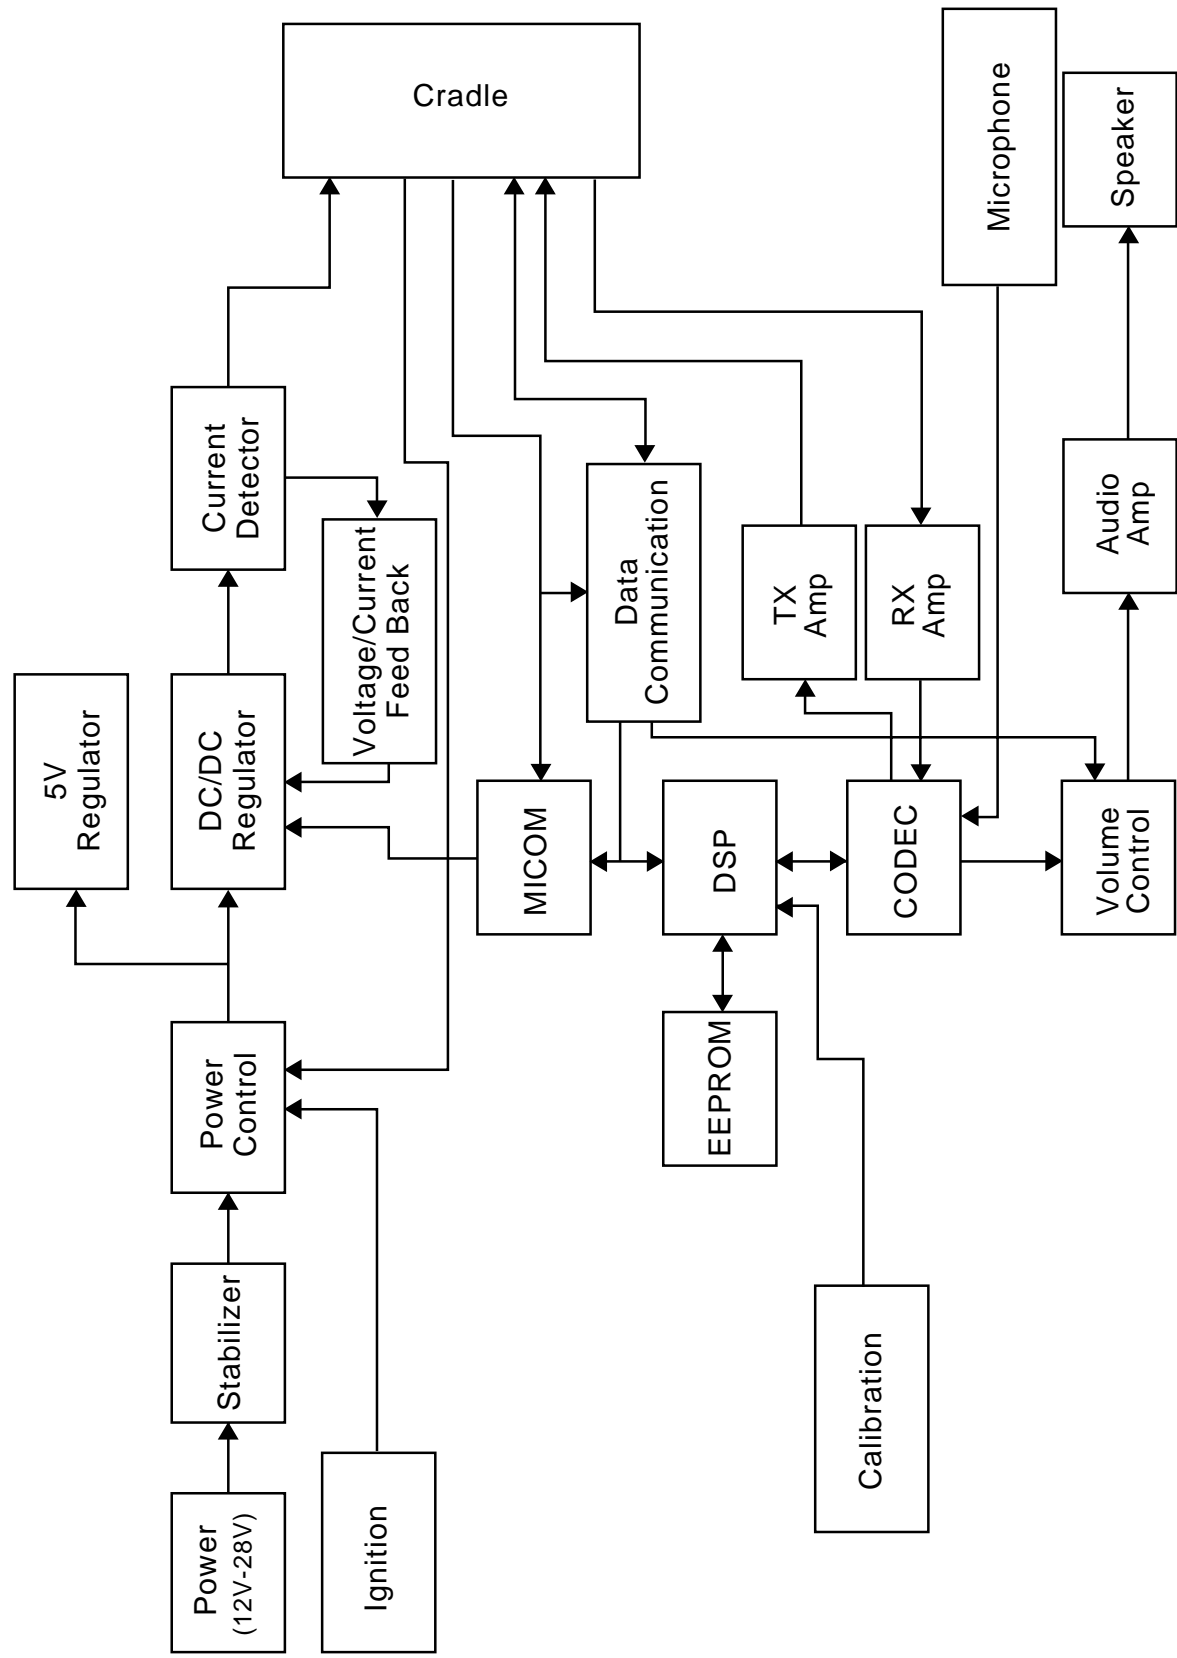 Cradle
Microphone
Speaker
Current
Detector
Voltage/Current
Feed Back
Data
Communication
TX
Amp
RX
Amp
Audio
Amp
5V
Regulator
DC/DC
Regulator
MICOM
DSP
CODEC
Volume
Control
Power
Control
EEPROM
Stabilizer
Calibration
Power
(12V-28V)
Ignition